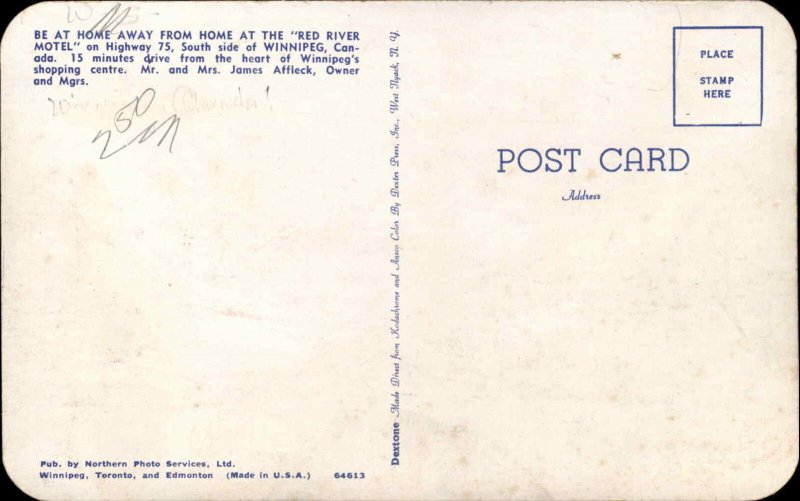 BE AT HOME AWAY FROM HOME AT THE "RED RIVER
MOTEL" on Highway 75, South side of WINNIPEG, Can-
ada. 15 minutes drive from the heart of Winnipeg's
shopping centre. Mr. and Mrs. James Affleck, Owner
and Mgrs.
250
Dextone Made Direct from Kodachrome and Ansco Color By Dexter Press, Inc., West Nyack, N. Y.
PLACE
STAMP
HERE
POST CARD
Address
Pub. by Northern Photo Services, Ltd.
Winnipeg, Toronto, and Edmonton (Made in U.S.A.) 64613